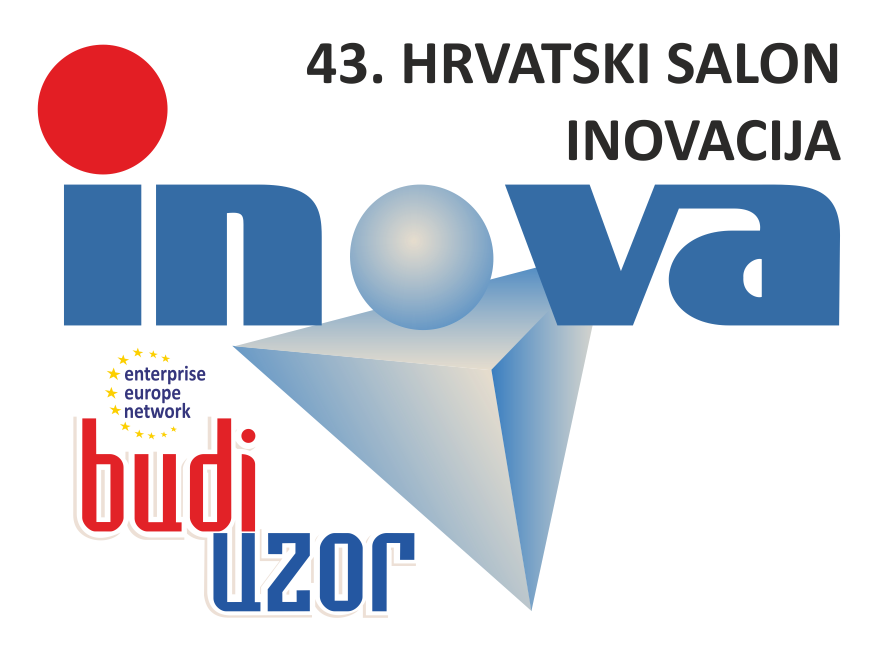 43. HRVATSKI SALON
INOVACIJA
inova
enterprise
europe
network
budi
uzor